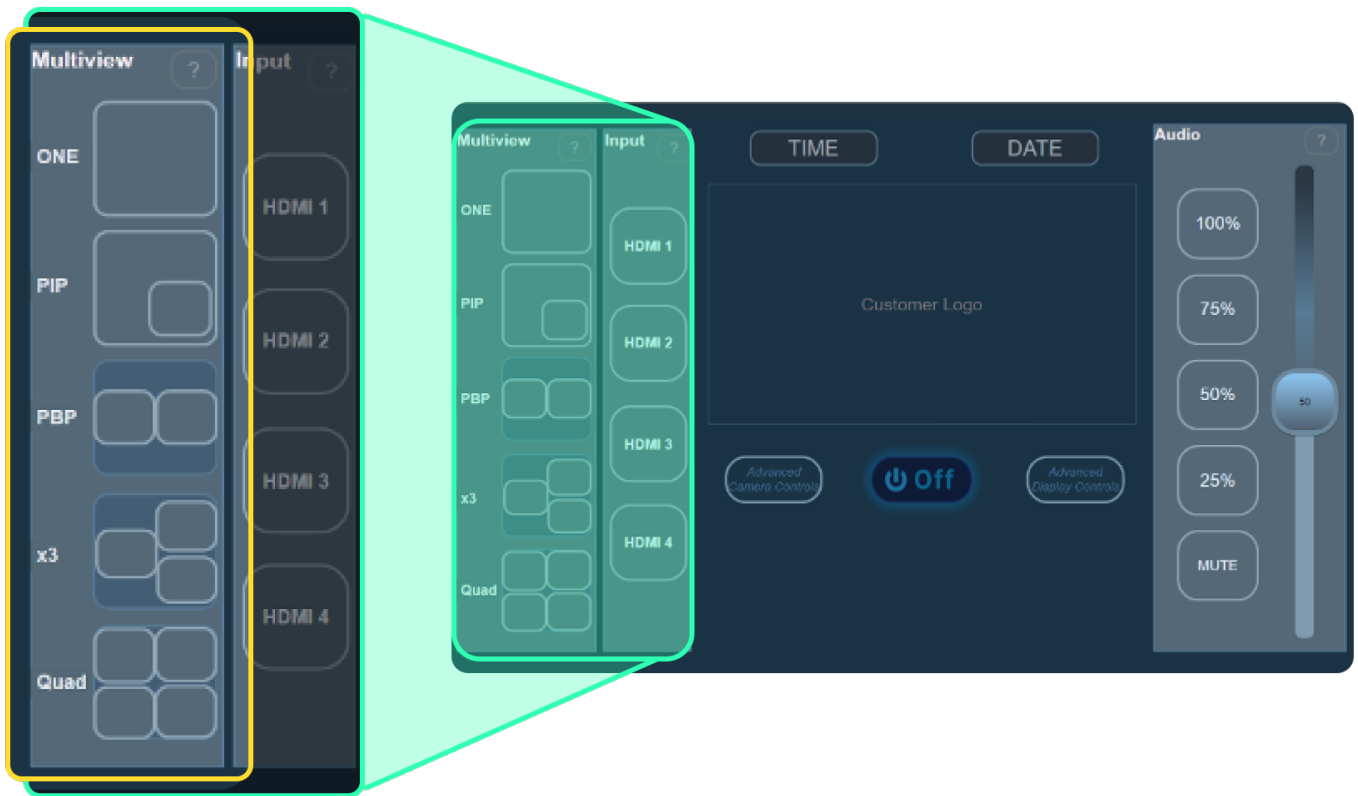 Multiview ?
Input ?
ONE
HDMI 1
PIP
HDMI 2
PBP
HDMI 3
x3
HDMI 4
Quad
Multiview ?
Input ?
ONE
HDMI 1
PIP
HDMI 2
PBP
HDMI 3
x3
HDMI 4
Quad
TIME
DATE
Customer Logo
Advanced
Camera Controls
Off
Advanced
Display Controls
Audio ?
100%
75%
50%
50
25%
MUTE